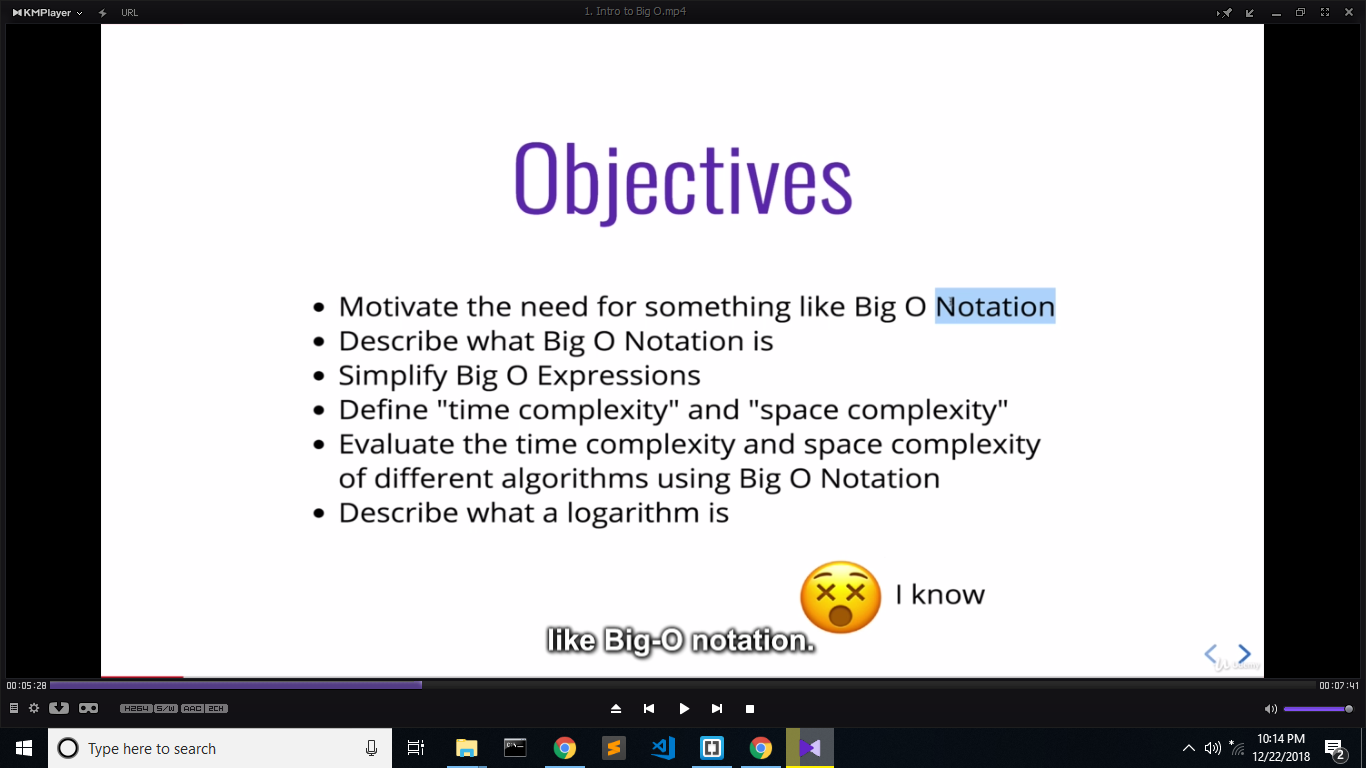 KMPlayer
URL
1. Intro to Big O.mp4
Objectives
• Motivate the need for something like Big O Notation
• Describe what Big O Notation is
• Simplify Big O Expressions
• Define "time complexity" and "space complexity"
• Evaluate the time complexity and space complexity
of different algorithms using Big O Notation
• Describe what a logarithm is
I know
like Big-O notation.
Udemy
00:05:28
00:07:41
H264 S/W AAC 2CH
Type here to search
10:14 PM
12/22/2018
2